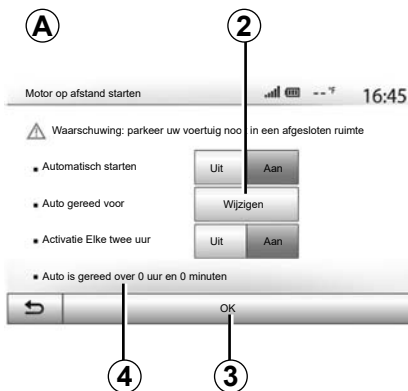 A
2
Motor op afstand starten -- °F 16:45
Waarschuwing: parkeer uw voertuig nooit in een afgesloten ruimte
Automatisch starten Uit Aan
Auto gereed voor Wijzigen
Activatie Elke twee uur Uit Aan
Auto is gereed over 0 uur en 0 minuten
OK
4 3